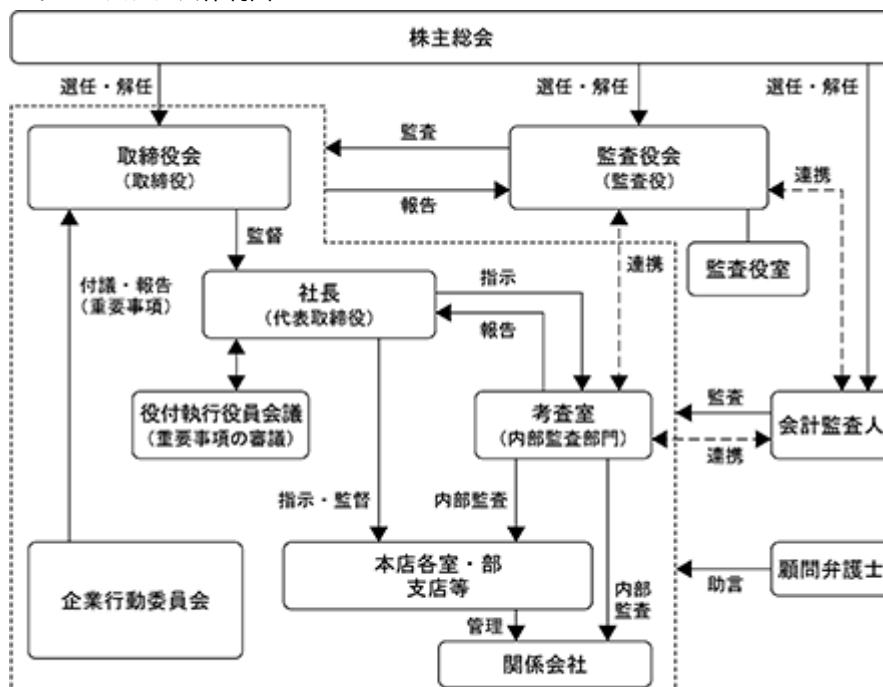 株主総会
選任・解任
選任・解任
選任・解任
取締役会
（取締役）
監査
報告
監査役会
（監査役）
連携
監査役室
監督
付議・報告
（重要事項）
社長
（代表取締役）
指示
報告
連携
役付執行役員会議
（重要事項の審議）
考査室
（内部監査部門）
監査
連携
会計監査人
指示・監督
内部監査
本店各室・部
支店等
内部
監査
企業行動委員会
助言
顧問弁護士
管理
関係会社